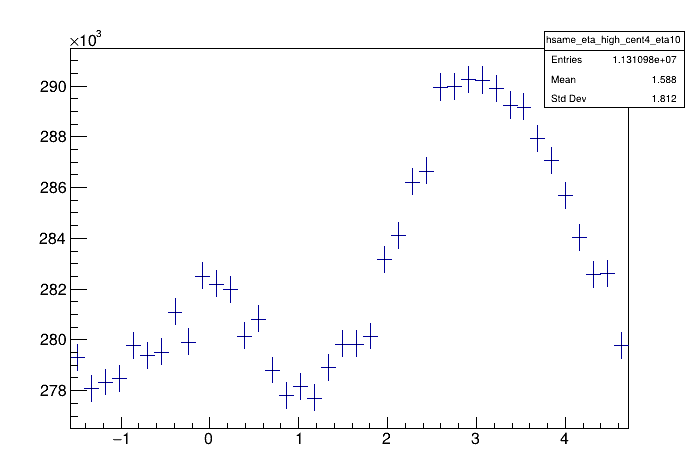 ×10³
hsame_eta_high_cent4_eta10
Entries 1.131098e+07
Mean 1.588
Std Dev 1.812
290
288
286
284
282
280
278
−1 0 1 2 3 4